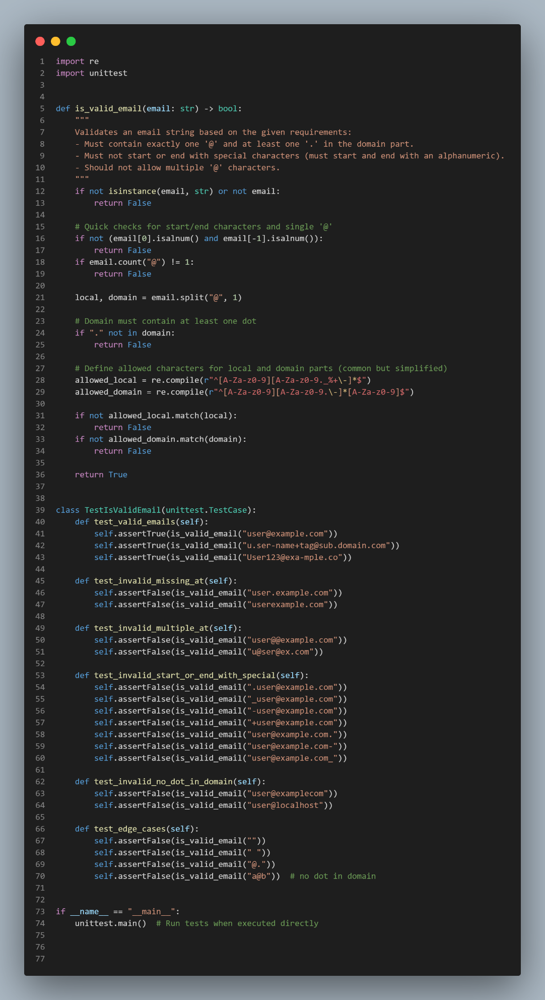 1 import re
2 import unittest
3
4
5 def is_valid_email(email: str) -> bool:
6     """
7     Validates an email string based on the given requirements:
8     - Must contain exactly one '@' and at least one '.' in the domain part.
9     - Must not start or end with special characters (must start and end with an alphanumeric).
10     - Should not allow multiple '@' characters.
11     """
12     if not isinstance(email, str) or not email:
13         return False
14
15     # Quick checks for start/end characters and single '@'
16     if not (email[0].isalnum() and email[-1].isalnum()):
17         return False
18     if email.count("@") != 1:
19         return False
20
21     local, domain = email.split("@", 1)
22
23     # Domain must contain at least one dot
24     if "." not in domain:
25         return False
26
27     # Define allowed characters for local and domain parts (common but simplified)
28     allowed_local = re.compile(r"^[A-Za-z0-9][A-Za-z0-9._%+\-]*$")
29     allowed_domain = re.compile(r"^[A-Za-z0-9][A-Za-z0-9.\-]*[A-Za-z0-9]$")
30
31     if not allowed_local.match(local):
32         return False
33     if not allowed_domain.match(domain):
34         return False
35
36     return True
37
38
39 class TestIsValidEmail(unittest.TestCase):
40     def test_valid_emails(self):
41         self.assertTrue(is_valid_email("user@example.com"))
42         self.assertTrue(is_valid_email("u.ser-name+tag@sub.domain.com"))
43         self.assertTrue(is_valid_email("User123@exa-mple.co"))
44
45     def test_invalid_missing_at(self):
46         self.assertFalse(is_valid_email("user.example.com"))
47         self.assertFalse(is_valid_email("userexample.com"))
48
49     def test_invalid_multiple_at(self):
50         self.assertFalse(is_valid_email("user@@example.com"))
51         self.assertFalse(is_valid_email("u@ser@ex.com"))
52
53     def test_invalid_start_or_end_with_special(self):
54         self.assertFalse(is_valid_email(".user@example.com"))
55         self.assertFalse(is_valid_email("_user@example.com"))
56         self.assertFalse(is_valid_email("-user@example.com"))
57         self.assertFalse(is_valid_email("+user@example.com"))
58         self.assertFalse(is_valid_email("user@example.com."))
59         self.assertFalse(is_valid_email("user@example.com-"))
60         self.assertFalse(is_valid_email("user@example.com_"))
61
62     def test_invalid_no_dot_in_domain(self):
63         self.assertFalse(is_valid_email("user@examplecom"))
64         self.assertFalse(is_valid_email("user@localhost"))
65
66     def test_edge_cases(self):
67         self.assertFalse(is_valid_email(""))
68         self.assertFalse(is_valid_email(" "))
69         self.assertFalse(is_valid_email("@."))
70         self.assertFalse(is_valid_email("a@b"))  # no dot in domain
71
72
73 if __name__ == "__main__":
74     unittest.main()  # Run tests when executed directly
75
76
77